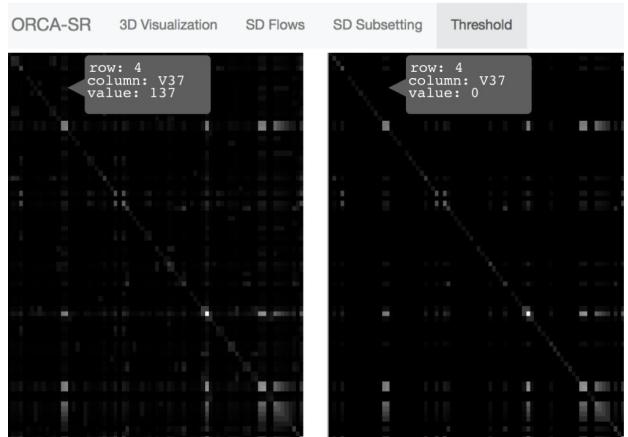 ORCA-SR 3D Visualization SD Flows SD Subsetting Threshold
row: 4
column: V37
value: 137
row: 4
column: V37
value: 0